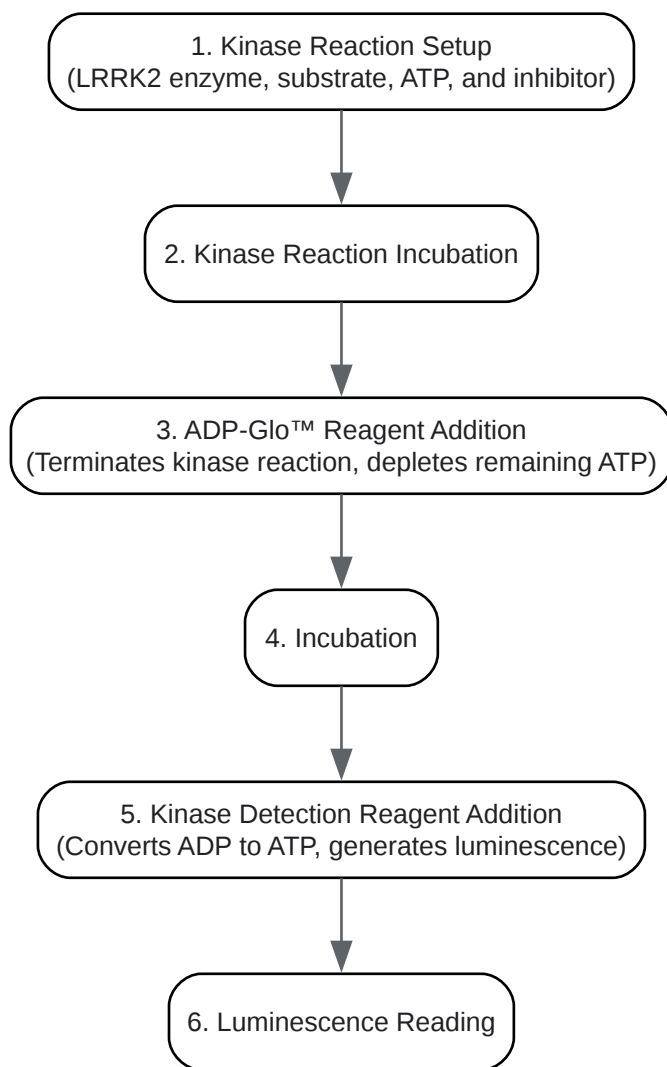 1. Kinase Reaction Setup
(LRRK2 enzyme, substrate, ATP, and inhibitor)
2. Kinase Reaction Incubation
3. ADP-Glo™ Reagent Addition
(Terminates kinase reaction, depletes remaining ATP)
4. Incubation
5. Kinase Detection Reagent Addition
(Converts ADP to ATP, generates luminescence)
6. Luminescence Reading